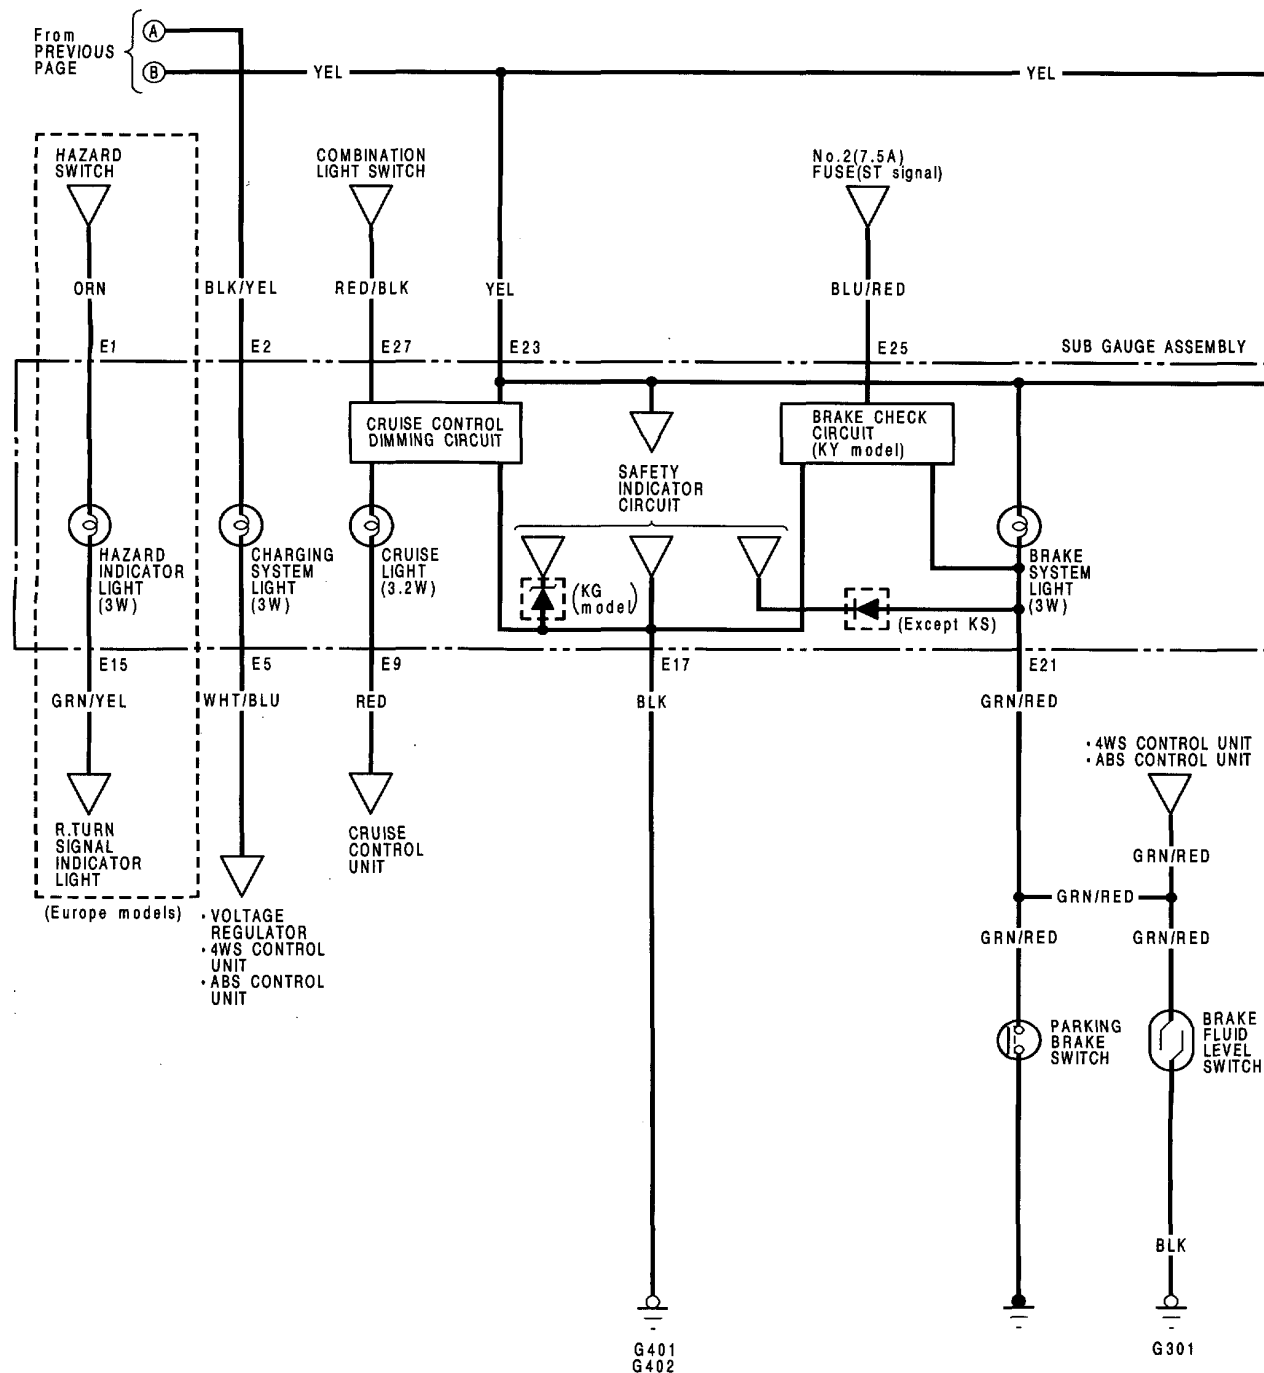 From
PREVIOUS
PAGE
A
B
YEL
YEL
HAZARD
SWITCH
COMBINATION
LIGHT SWITCH
No.2(7.5A)
FUSE(ST signal)
ORN
BLK/YEL
RED/BLK
YEL
BLU/RED
E1
E2
E27
E23
E25
SUB GAUGE ASSEMBLY
CRUISE CONTROL
DIMMING CIRCUIT
BRAKE CHECK
CIRCUIT
(KY model)
SAFETY
INDICATOR
CIRCUIT
HAZARD
INDICATOR
LIGHT
(3W)
CHARGING
SYSTEM
LIGHT
(3W)
CRUISE
LIGHT
(3.2W)
(KG
model)
(Except KS)
BRAKE
SYSTEM
LIGHT
(3W)
E15
E5
E9
E17
E21
GRN/YEL
WHT/BLU
RED
BLK
GRN/RED
• 4WS CONTROL UNIT
• ABS CONTROL UNIT
R.TURN
SIGNAL
INDICATOR
LIGHT
CRUISE
CONTROL
UNIT
GRN/RED
GRN/RED
(Europe models)
• VOLTAGE
REGULATOR
• 4WS CONTROL
UNIT
• ABS CONTROL
UNIT
GRN/RED
GRN/RED
PARKING
BRAKE
SWITCH
BRAKE
FLUID
LEVEL
SWITCH
BLK
G401
G402
G301